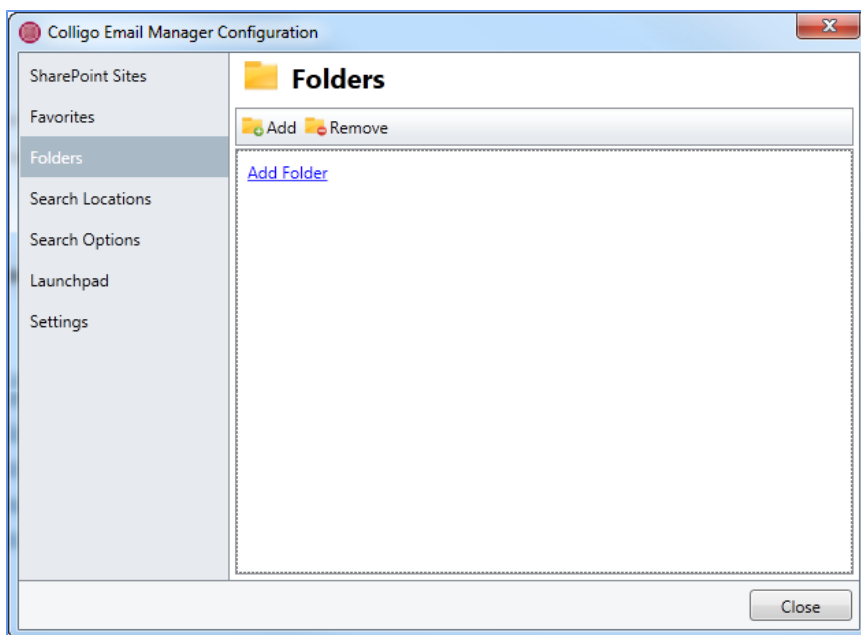 Colligo Email Manager Configuration
SharePoint Sites
Favorites
Folders
Search Locations
Search Options
Launchpad
Settings
Folders
Add Remove
Add Folder
Close